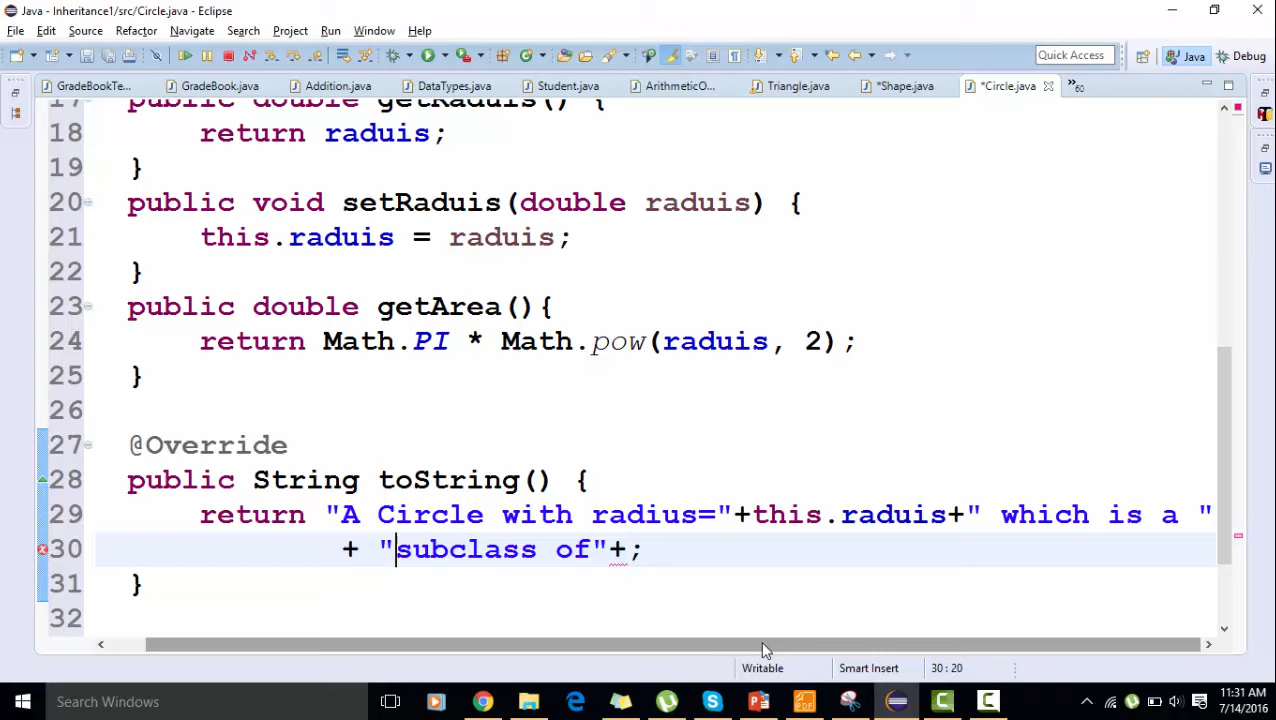 Java - Inheritance1/src/Circle.java - Eclipse
File Edit Source Refactor Navigate Search Project Run Window Help
Quick Access Java Debug
GradeBookTe... GradeBook.java Addition.java DataTypes.java Student.java ArithmeticO... Triangle.java *Shape.java *Circle.java »60
17 public double getRaduis() {
18 return raduis;
19 }
20 public void setRaduis(double raduis) {
21 this.raduis = raduis;
22 }
23 public double getArea(){
24 return Math.PI * Math.pow(raduis, 2);
25 }
26
27 @Override
28 public String toString() {
29 return "A Circle with radius="+this.raduis+" which is a "
30 + "subclass of"+;
31 }
32
Writable Smart Insert 30 : 20
Search Windows
11:31 AM
7/14/2016